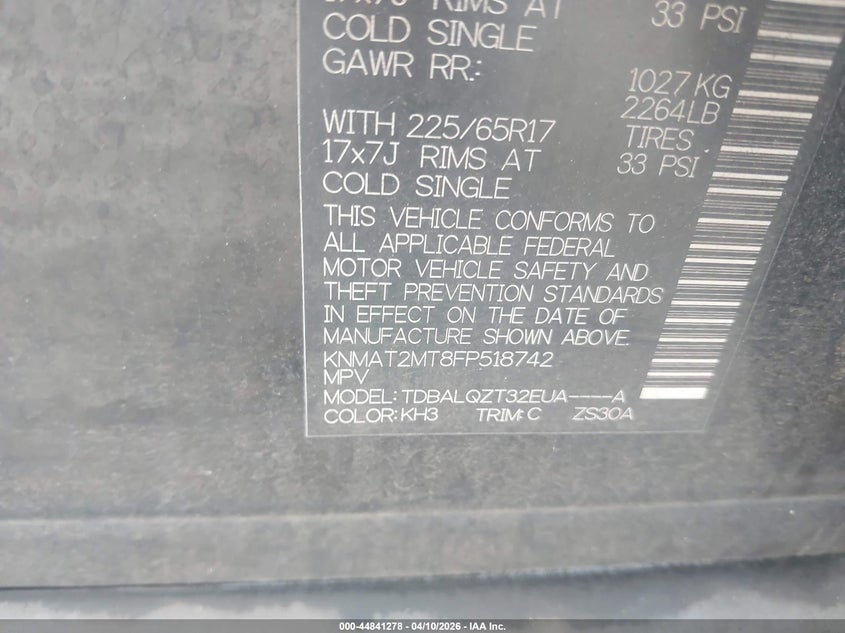 17x7J RIMS AT 33 PSI
COLD SINGLE
GAWR RR.: 1027 KG
2264LB
WITH 225/65R17 TIRES
17x7J RIMS AT 33 PSI
COLD SINGLE
THIS VEHICLE CONFORMS TO
ALL APPLICABLE FEDERAL
MOTOR VEHICLE SAFETY AND
THEFT PREVENTION STANDARDS
IN EFFECT ON THE DATE OF
MANUFACTURE SHOWN ABOVE.
KNMAT2MT8FP518742
MPV
MODEL: TDBALQZT32EUA----A
COLOR: KH3 TRIM: C ZS30A
000-44841278 - 04/10/2026 - IAA Inc.